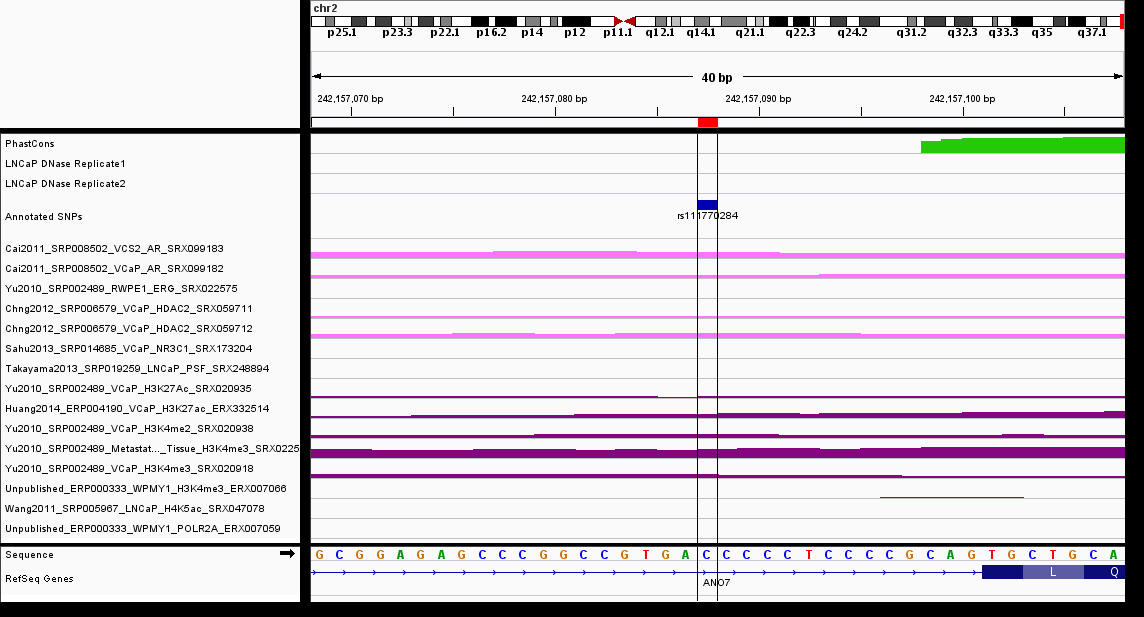 chr2
p25.1 p23.3 p22.1 p16.2 p14 p12 p11.1 q12.1 q14.1 q21.1 q22.3 q24.2 q31.2 q32.3 q33.3 q35 q37.1
40 bp
242,157,070 bp 242,157,080 bp 242,157,090 bp 242,157,100 bp
PhastCons
LNCaP DNase Replicate1
LNCaP DNase Replicate2
Annotated SNPs
rs111770284
Cai2011_SRP008502_VCS2_AR_SRX099183
Cai2011_SRP008502_VCaP_AR_SRX099182
Yu2010_SRP002489_RWPE1_ERG_SRX022575
Chng2012_SRP006579_VCaP_HDAC2_SRX059711
Chng2012_SRP006579_VCaP_HDAC2_SRX059712
Sahu2013_SRP014685_VCaP_NR3C1_SRX173204
Takayama2013_SRP019259_LNCaP_PSF_SRX248894
Yu2010_SRP002489_VCaP_H3K27Ac_SRX020935
Huang2014_ERP004190_VCaP_H3K27ac_ERX332514
Yu2010_SRP002489_VCaP_H3K4me2_SRX020938
Yu2010_SRP002489_Metastat..._Tissue_H3K4me3_SRX0225
Yu2010_SRP002489_VCaP_H3K4me3_SRX020918
Unpublished_ERP000333_WPMY1_H3K4me3_ERX007066
Wang2011_SRP005967_LNCaP_H4K5ac_SRX047078
Unpublished_ERP000333_WPMY1_POLR2A_ERX007059
Sequence G C G G A G A G C C C G G C C G T G A C C C C C T C C C C G C A G T G C T G C A
RefSeq Genes L Q
ANO7